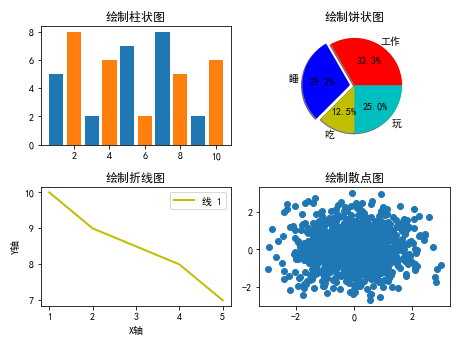 绘制柱状图
8
6
4
2
0
2 4 6 8 10
绘制饼状图
工作
33.3%
睡
29.2%
12.5%
25.0%
吃
玩
绘制折线图
线 1
10
9
8
7
Y轴
1 2 3 4 5
X轴
绘制散点图
2
0
−2
−2 0 2